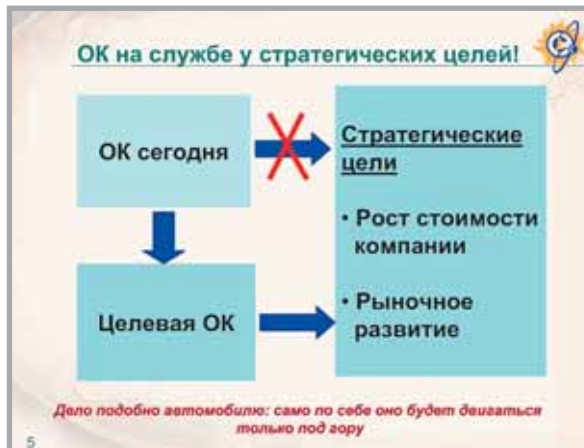 ОК на службе у стратегических целей!
ОК сегодня
Стратегические
цели
• Рост стоимости
компании
• Рыночное
развитие
Целевая ОК
Дело подобно автомобилю: само по себе оно будет двигаться
только под гору
5